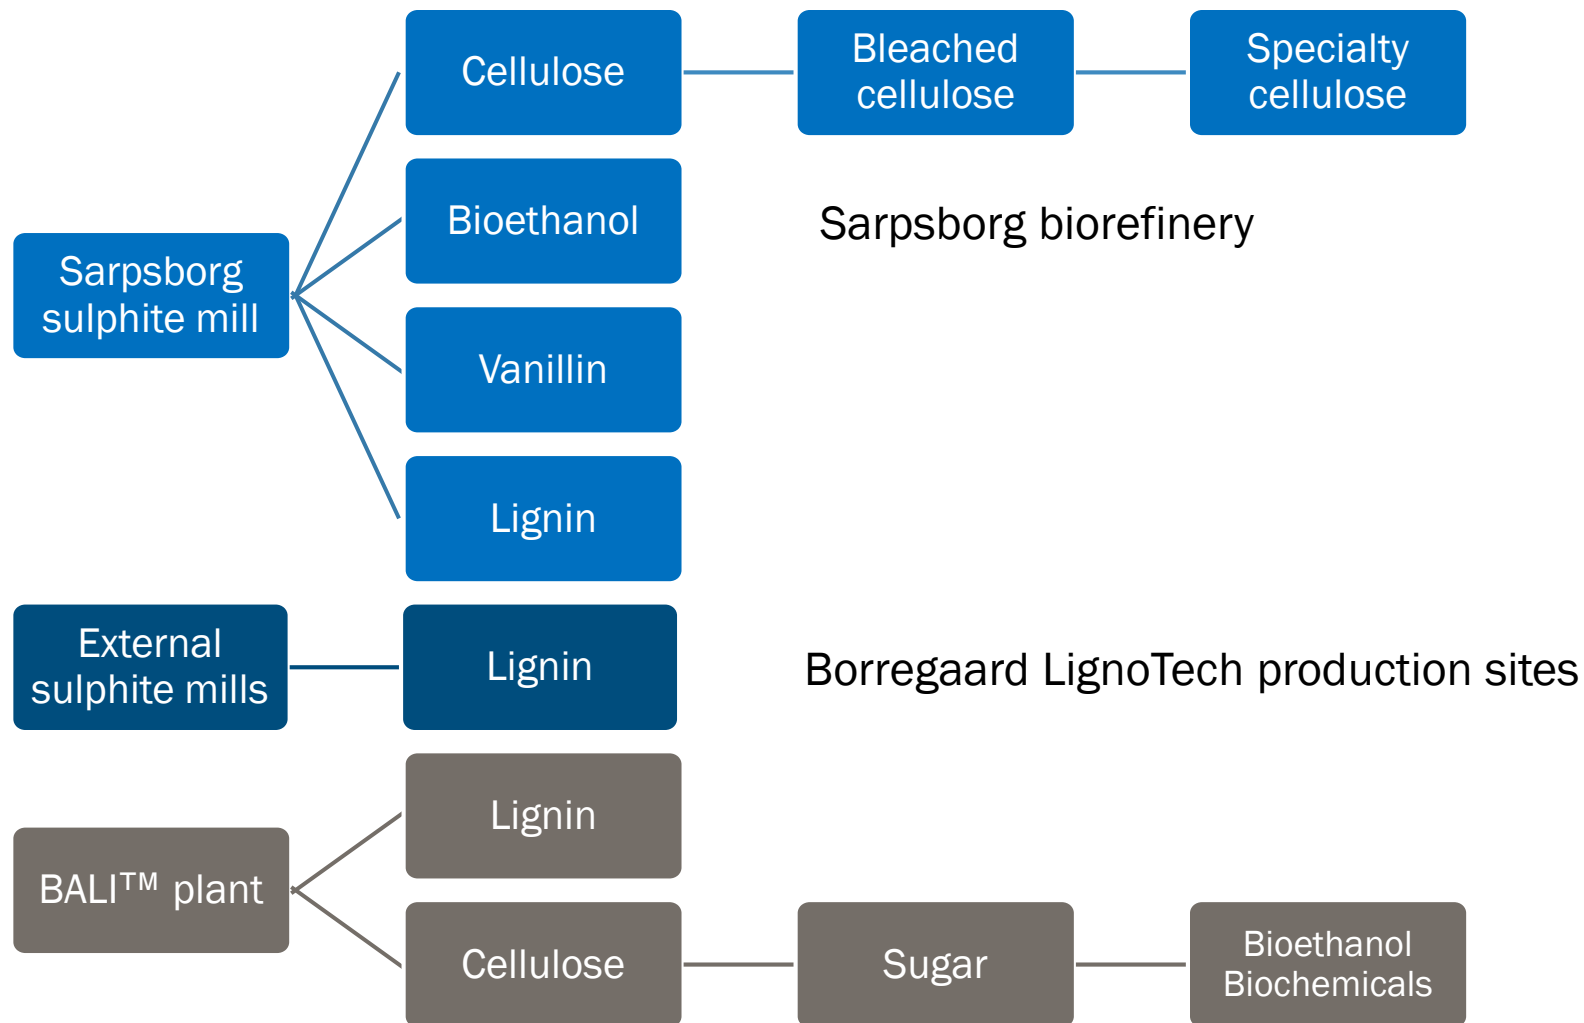 Cellulose
Bleached
cellulose
Specialty
cellulose
Bioethanol
Sarpsborg biorefinery
Sarpsborg
sulphite mill
Vanillin
Lignin
External
sulphite mills
Lignin
Borregaard LignoTech production sites
Lignin
BALI™ plant
Cellulose
Sugar
Bioethanol
Biochemicals